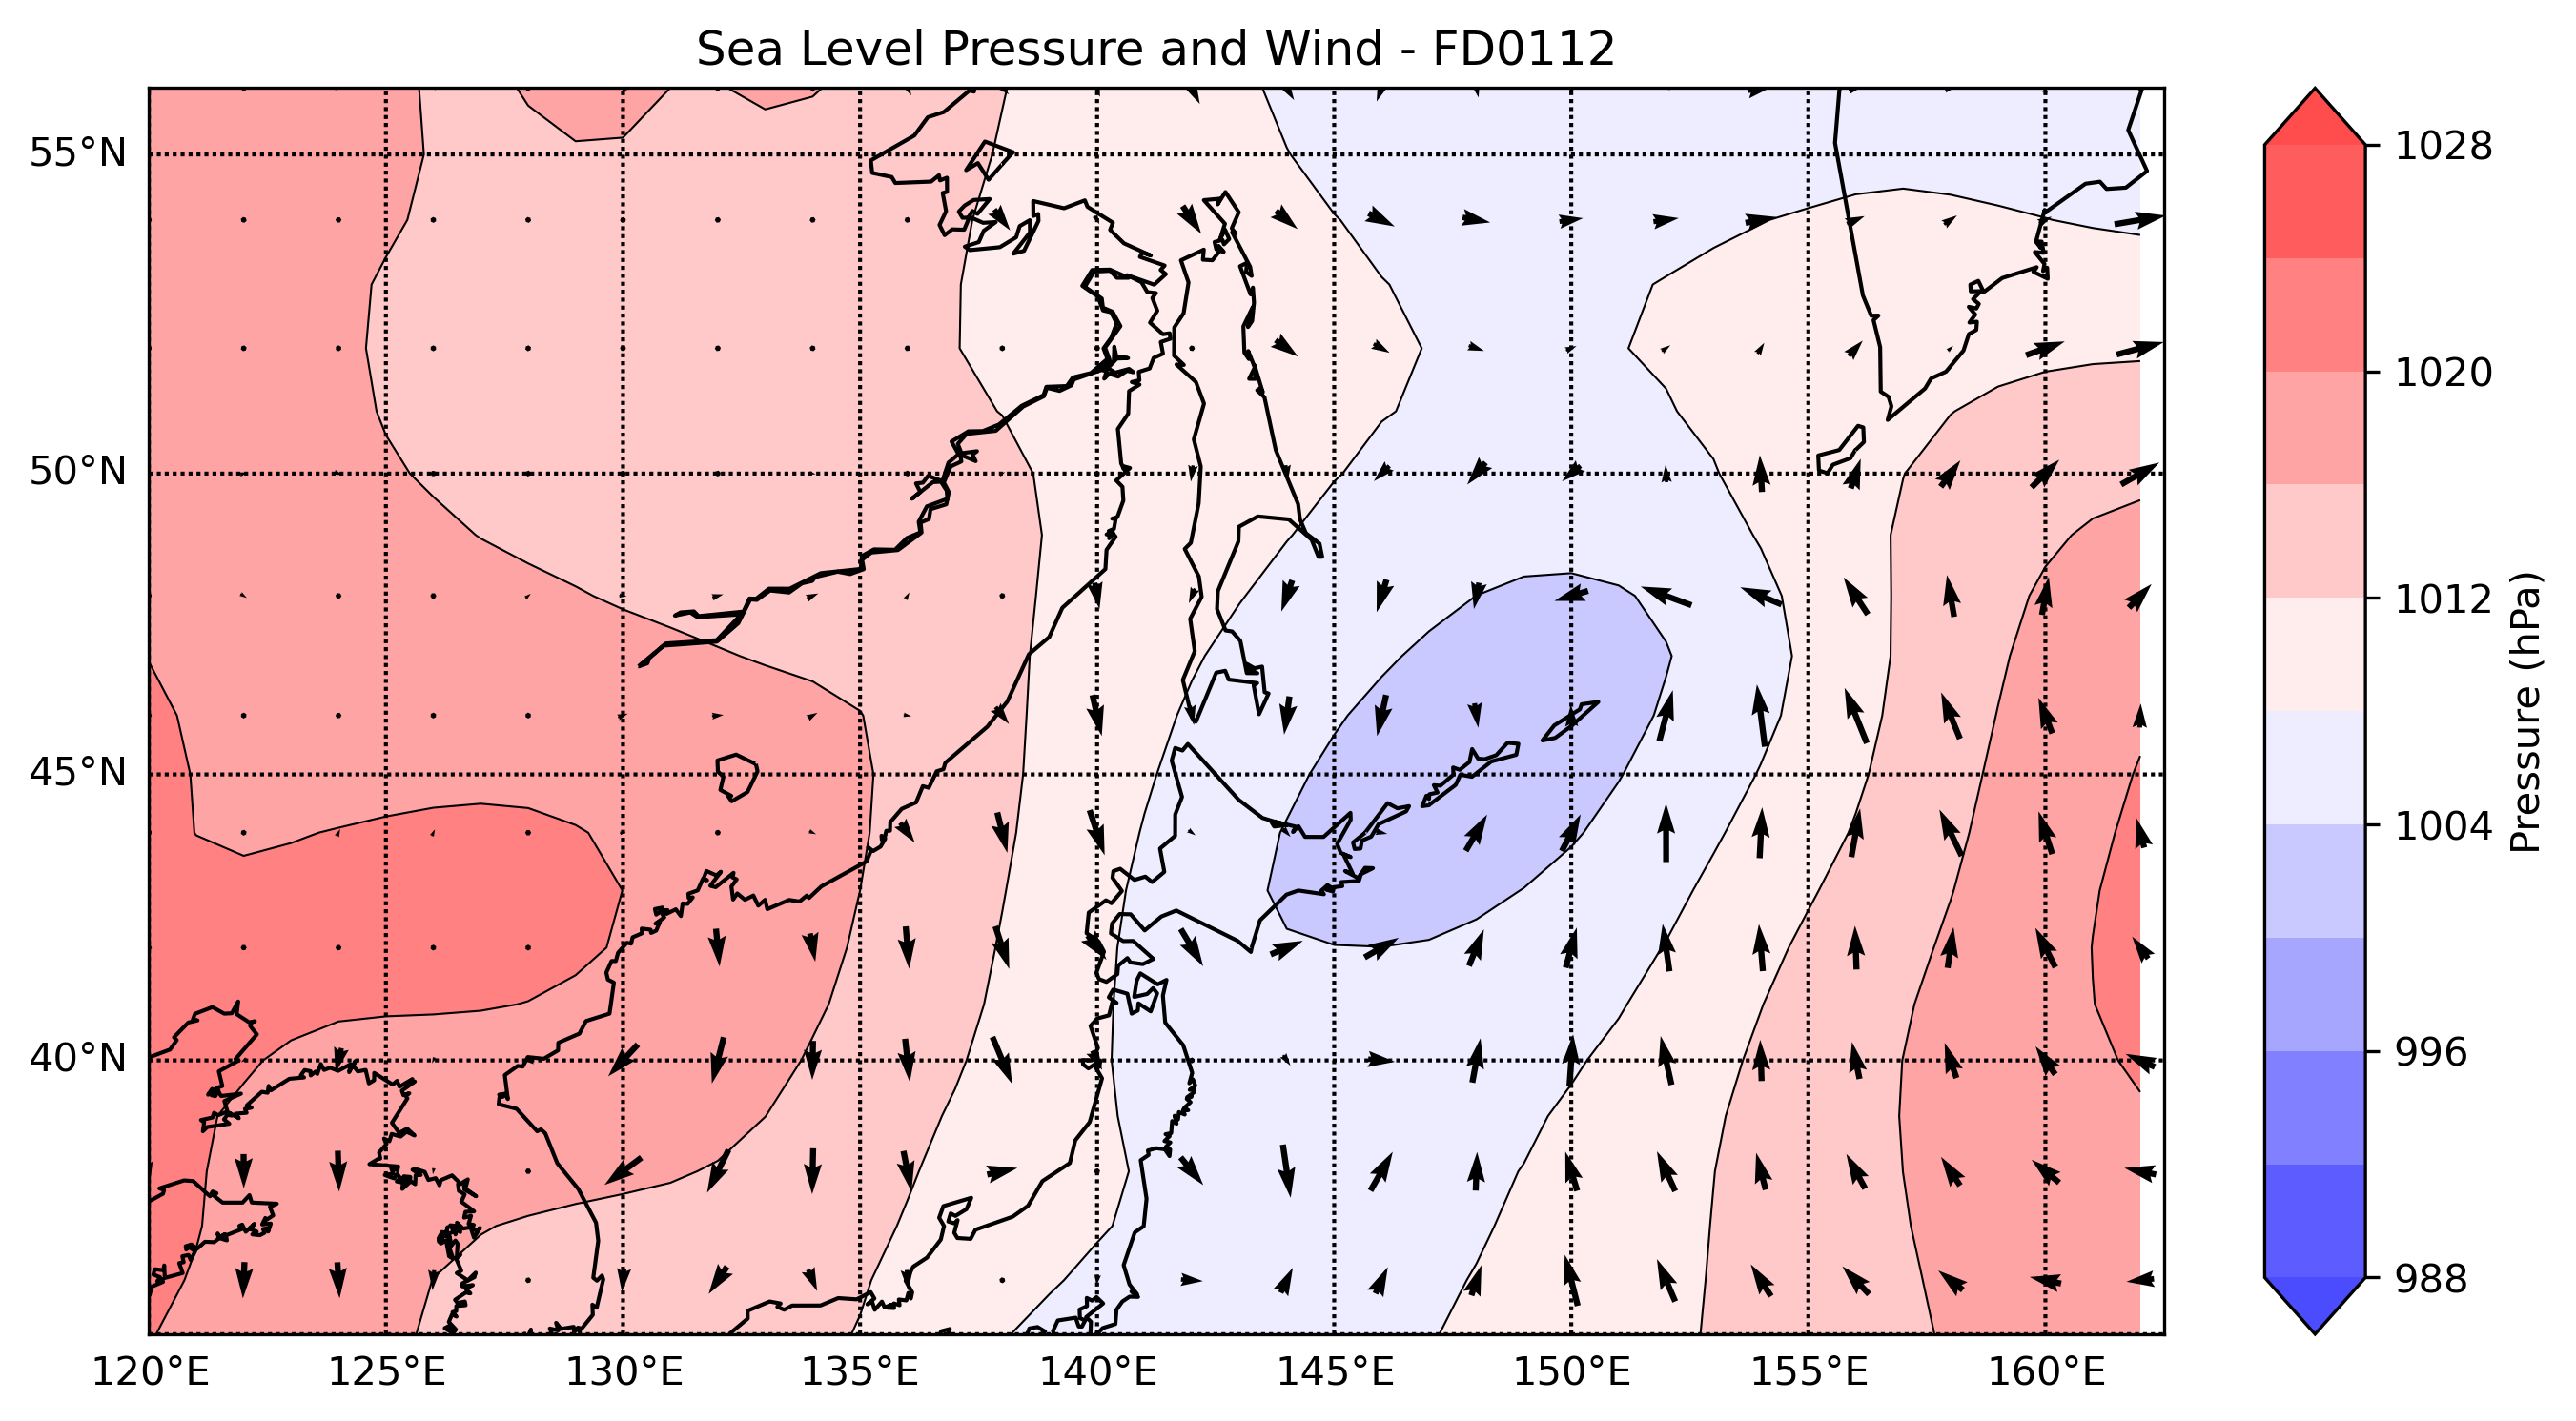 Sea Level Pressure and Wind - FD0112
55°N
50°N
45°N
40°N
120°E 125°E 130°E 135°E 140°E 145°E 150°E 155°E 160°E
1028
1020
1012
1004
996
988
Pressure (hPa)